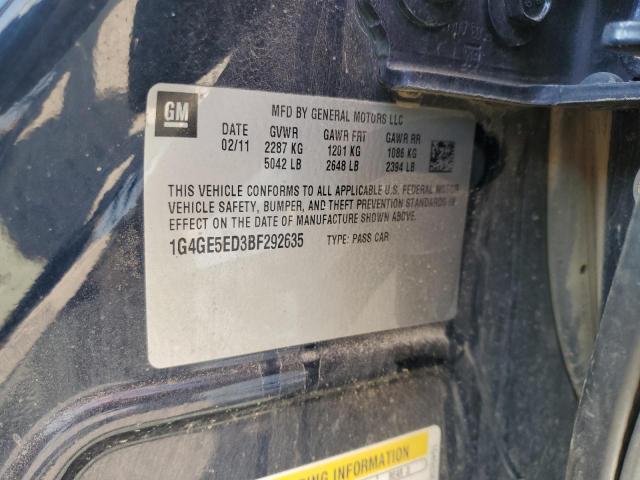 GM
MFD BY GENERAL MOTORS LLC
DATE GVWR GAWR FRT GAWR RR
02/11 2287 KG 1201 KG 1086 KG
5042 LB 2648 LB 2394 LB
THIS VEHICLE CONFORMS TO ALL APPLICABLE U.S. FEDERAL MOTOR
VEHICLE SAFETY, BUMPER, AND THEFT PREVENTION STANDARDS IN
EFFECT ON THE DATE OF MANUFACTURE SHOWN ABOVE.
1G4GE5ED3BF292635 TYPE: PASS CAR
INFORMATION